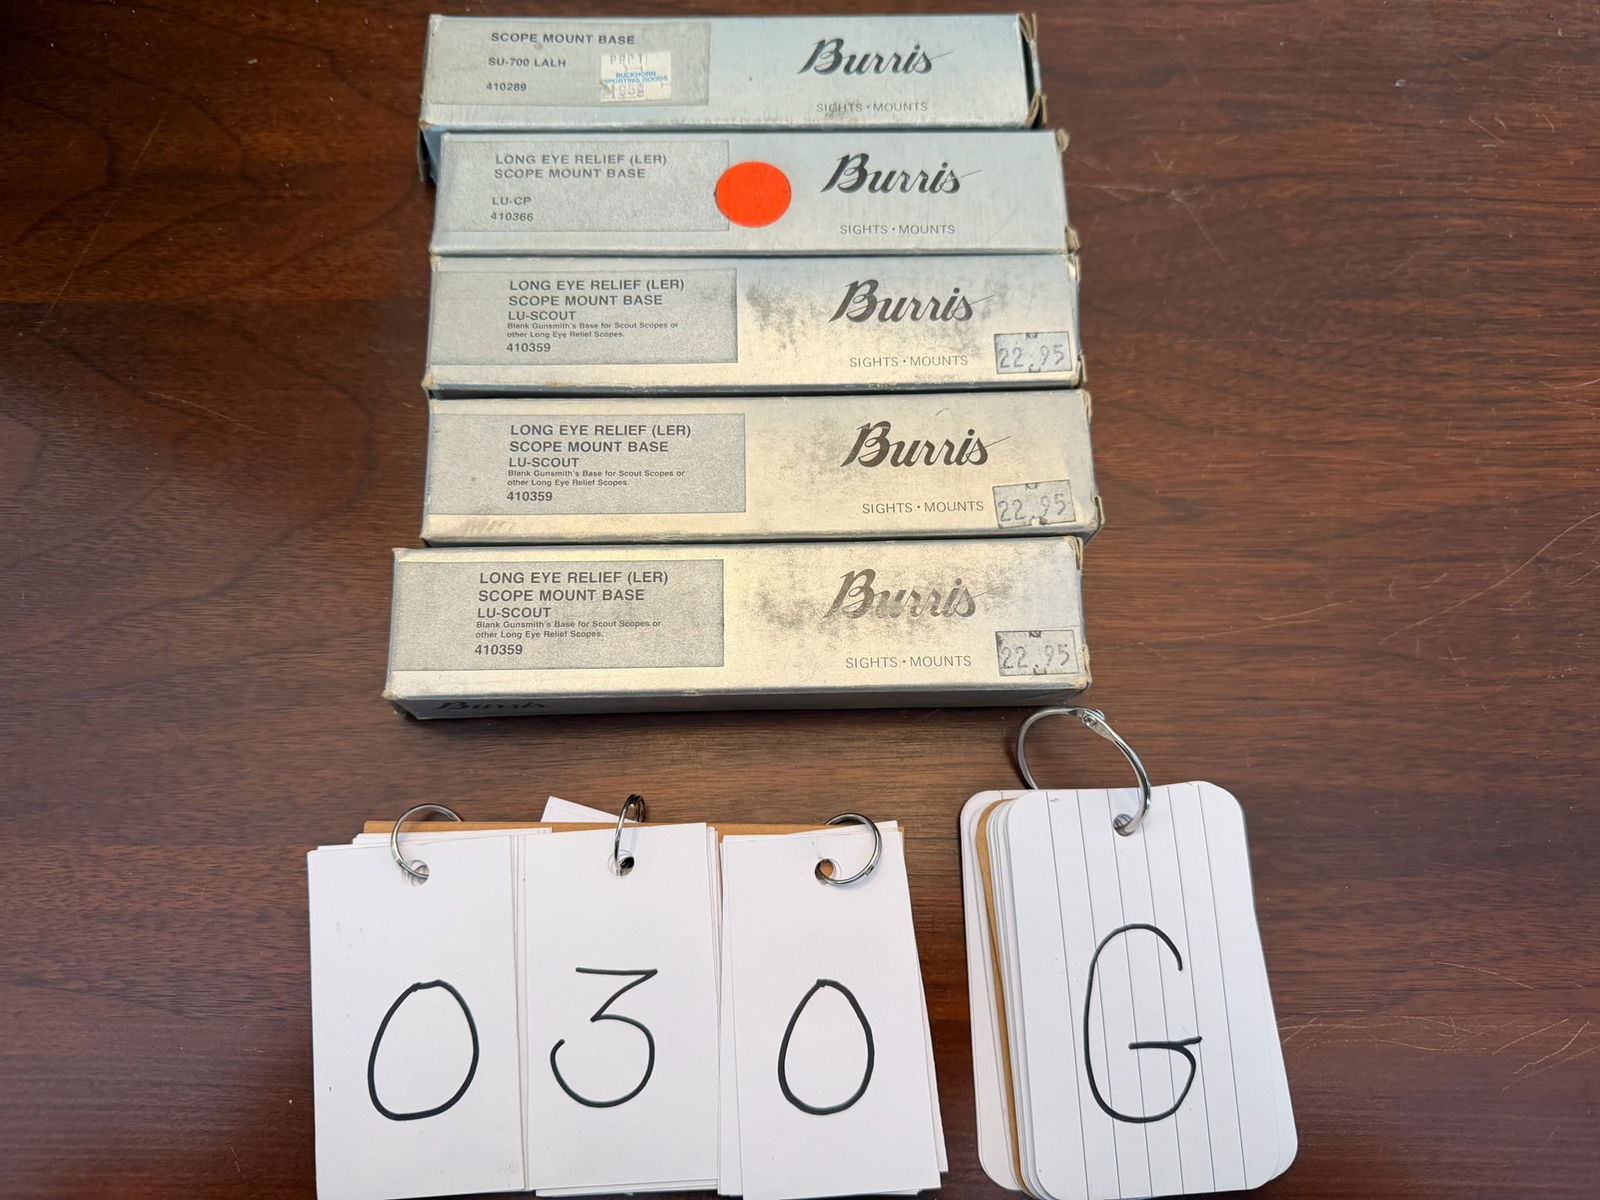 SCOPE MOUNT BASE
SU-700 LALH
410289
BUCKHORN
SPORTING GOODS
Burris
SIGHTS • MOUNTS
LONG EYE RELIEF (LER)
SCOPE MOUNT BASE
LU-CP
410366
Burris
SIGHTS • MOUNTS
LONG EYE RELIEF (LER)
SCOPE MOUNT BASE
LU-SCOUT
Blank Gunsmith's Base for Scout Scopes or
other Long Eye Relief Scopes.
410359
Burris
SIGHTS • MOUNTS
22.95
LONG EYE RELIEF (LER)
SCOPE MOUNT BASE
LU-SCOUT
Blank Gunsmith's Base for Scout Scopes or
other Long Eye Relief Scopes.
410359
Burris
SIGHTS • MOUNTS
22.95
LONG EYE RELIEF (LER)
SCOPE MOUNT BASE
LU-SCOUT
Blank Gunsmith's Base for Scout Scopes or
other Long Eye Relief Scopes.
410359
Burris
SIGHTS • MOUNTS
22.95
Burris
0 3 0 G